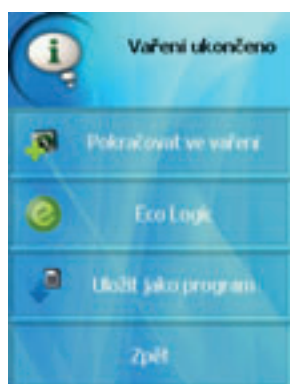 Vaření ukončeno
Pokračovat ve vaření
Eco Logic
Uložit jako program
Zpět